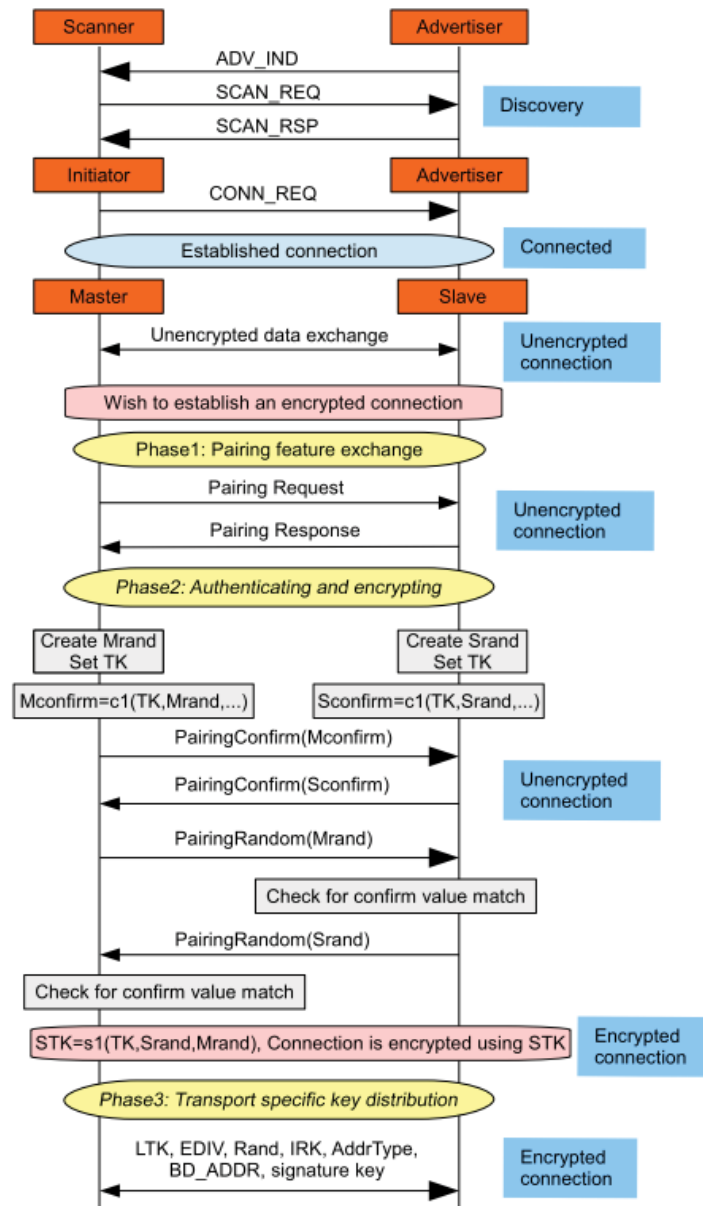 Scanner
Advertiser
ADV_IND
SCAN_REQ
Discovery
SCAN_RSP
Initiator
Advertiser
CONN_REQ
Established connection
Connected
Master
Slave
Unencrypted data exchange
Unencrypted
connection
Wish to establish an encrypted connection
Phase1: Pairing feature exchange
Pairing Request
Unencrypted
connection
Pairing Response
Phase2: Authenticating and encrypting
Create Mrand
Set TK
Create Srand
Set TK
Mconfirm=c1(TK,Mrand,...)
Sconfirm=c1(TK,Srand,...)
PairingConfirm(Mconfirm)
Unencrypted
connection
PairingConfirm(Sconfirm)
PairingRandom(Mrand)
Check for confirm value match
PairingRandom(Srand)
Check for confirm value match
STK=s1(TK,Srand,Mrand), Connection is encrypted using STK
Encrypted
connection
Phase3: Transport specific key distribution
LTK, EDIV, Rand, IRK, AddrType,
BD_ADDR, signature key
Encrypted
connection